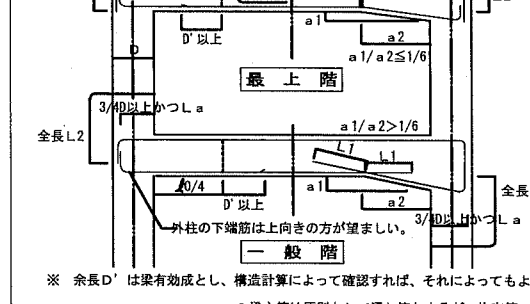 D'以上
a1
a2
a1/a2≦1/6
D
最上階
3/4D以上かつLa
a1/a2>1/6
全長L2
L1
L1
ℓ0/4
a1
全長
D'以上
a2
3/4D以上かつLa
外柱の下端筋は上向きの方が望ましい。
一般階
※ 余長D'は梁有効成とし、構造計算によって確認すれば、それによってもよ